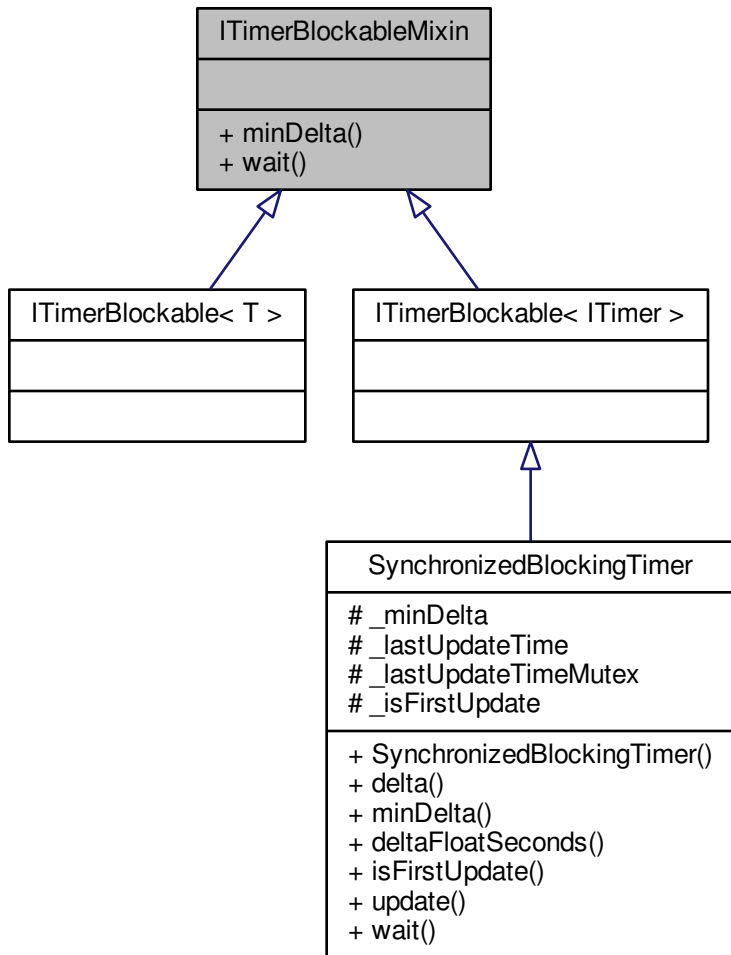 ITimerBlockableMixin
+ minDelta()
+ wait()
ITimerBlockable< T >
ITimerBlockable< ITimer >
SynchronizedBlockingTimer
# _minDelta
# _lastUpdateTime
# _lastUpdateTimeMutex
# _isFirstUpdate
+ SynchronizedBlockingTimer()
+ delta()
+ minDelta()
+ deltaFloatSeconds()
+ isFirstUpdate()
+ update()
+ wait()